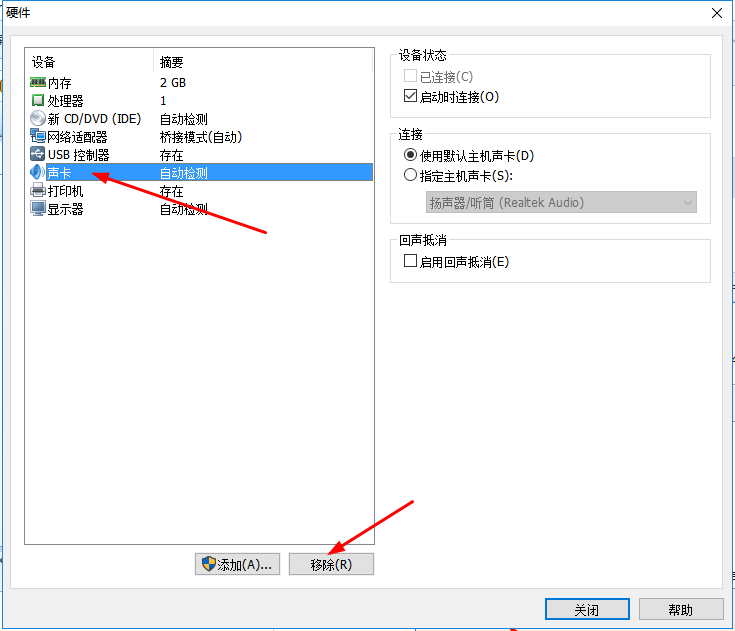 硬件
设备 摘要
内存 2 GB
处理器 1
新 CD/DVD (IDE) 自动检测
网络适配器 桥接模式(自动)
USB 控制器 存在
声卡 自动检测
打印机 存在
显示器 自动检测
添加(A)... 移除(R)
设备状态
已连接(C)
启动时连接(O)
连接
使用默认主机声卡(D)
指定主机声卡(S):
扬声器/听筒 (Realtek Audio)
回声抵消
启用回声抵消(E)
关闭 帮助